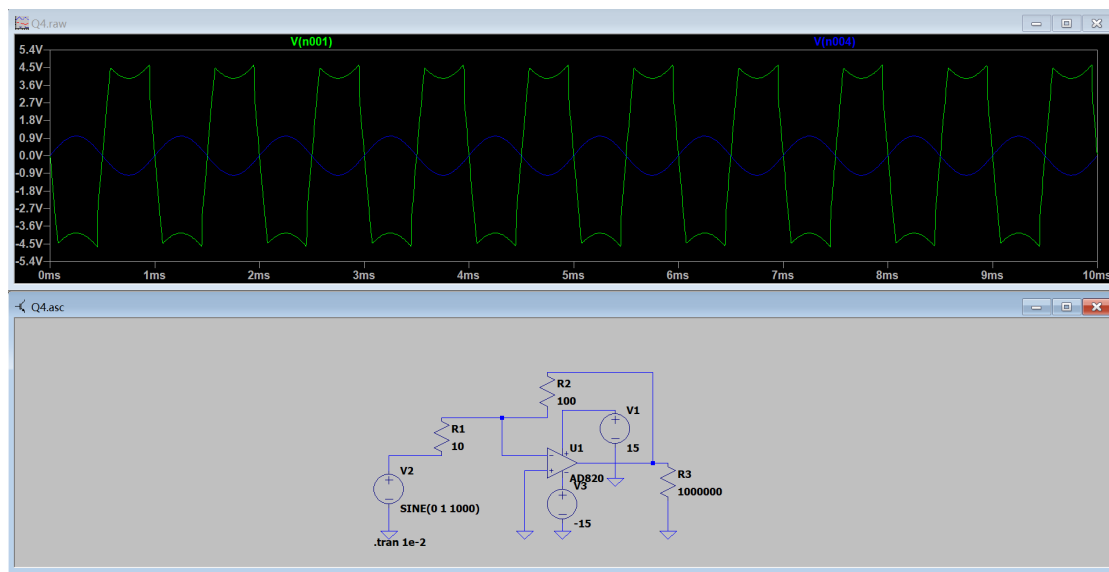 Q4.raw
V(n001) V(n004)
5.4V
4.5V
3.6V
2.7V
1.8V
0.9V
0.0V
-0.9V
-1.8V
-2.7V
-3.6V
-4.5V
-5.4V
0ms 1ms 2ms 3ms 4ms 5ms 6ms 7ms 8ms 9ms 10ms
Q4.asc
R2
100
V1
15
R1
10
U1
AD820
V3
-15
R3
1000000
V2
SINE(0 1 1000)
.tran 1e-2